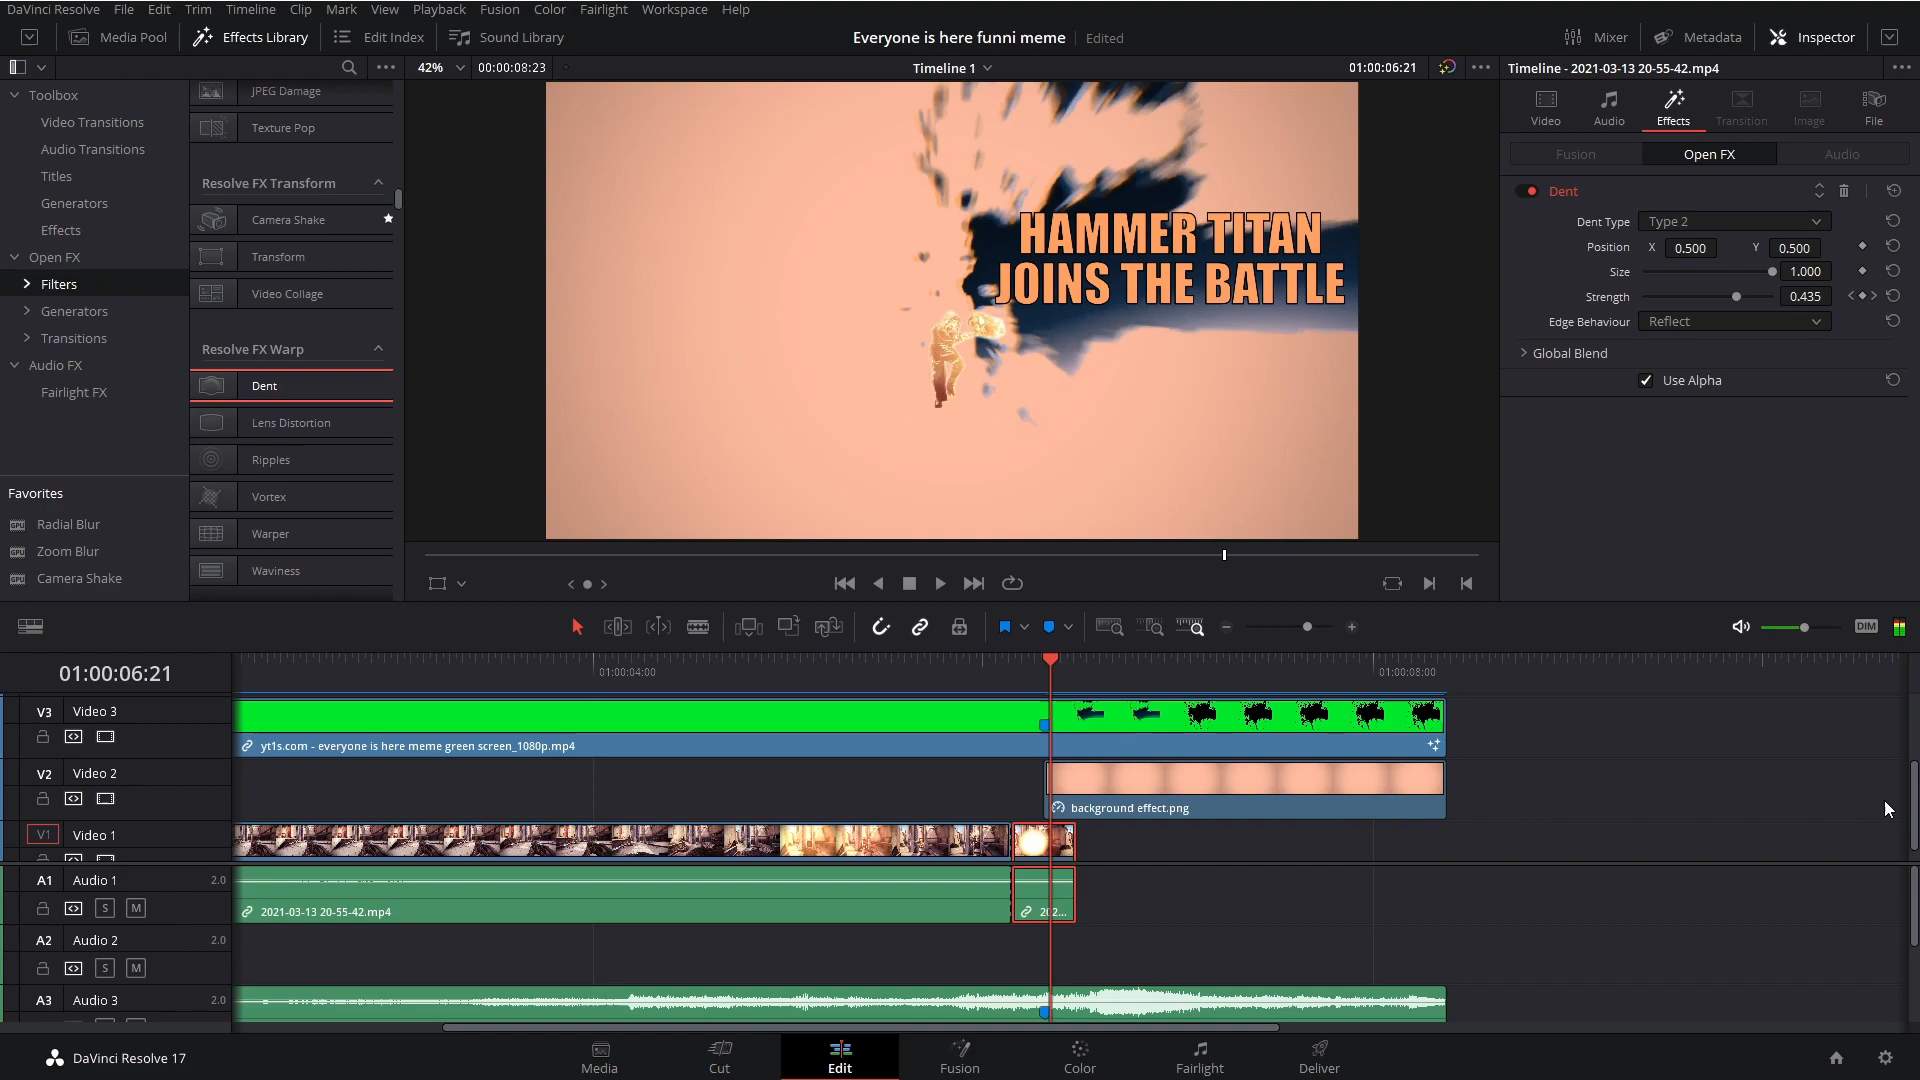 DaVinci Resolve File Edit Trim Timeline Clip Mark View Playback Fusion Color Fairlight Workspace Help
Media Pool Effects Library Edit Index Sound Library Everyone is here funni meme Edited Mixer Metadata Inspector
42% 00:00:08:23 Timeline 1 01:00:06:21 Timeline - 2021-03-13 20-55-42.mp4
Toolbox
Video Transitions
Audio Transitions
Titles
Generators
Effects
Open FX
Filters
Generators
Transitions
Audio FX
Fairlight FX
Favorites
Radial Blur
Zoom Blur
Camera Shake
JPEG Damage
Texture Pop
Resolve FX Transform
Camera Shake
Transform
Video Collage
Resolve FX Warp
Dent
Lens Distortion
Ripples
Vortex
Warper
Waviness
HAMMER TITAN
JOINS THE BATTLE
Video Audio Effects Transition Image File
Fusion Open FX Audio
Dent
Dent Type Type 2
Position X 0.500 Y 0.500
Size 1.000
Strength 0.435
Edge Behaviour Reflect
Global Blend
Use Alpha
DIM
01:00:06:21 01:00:04:00 01:00:08:00
V3 Video 3
yt1s.com - everyone is here meme green screen_1080p.mp4
V2 Video 2
background effect.png
V1 Video 1
A1 Audio 1 2.0
S M 2021-03-13 20-55-42.mp4 202...
A2 Audio 2 2.0
S M
A3 Audio 3 2.0
DaVinci Resolve 17 Media Cut Edit Fusion Color Fairlight Deliver